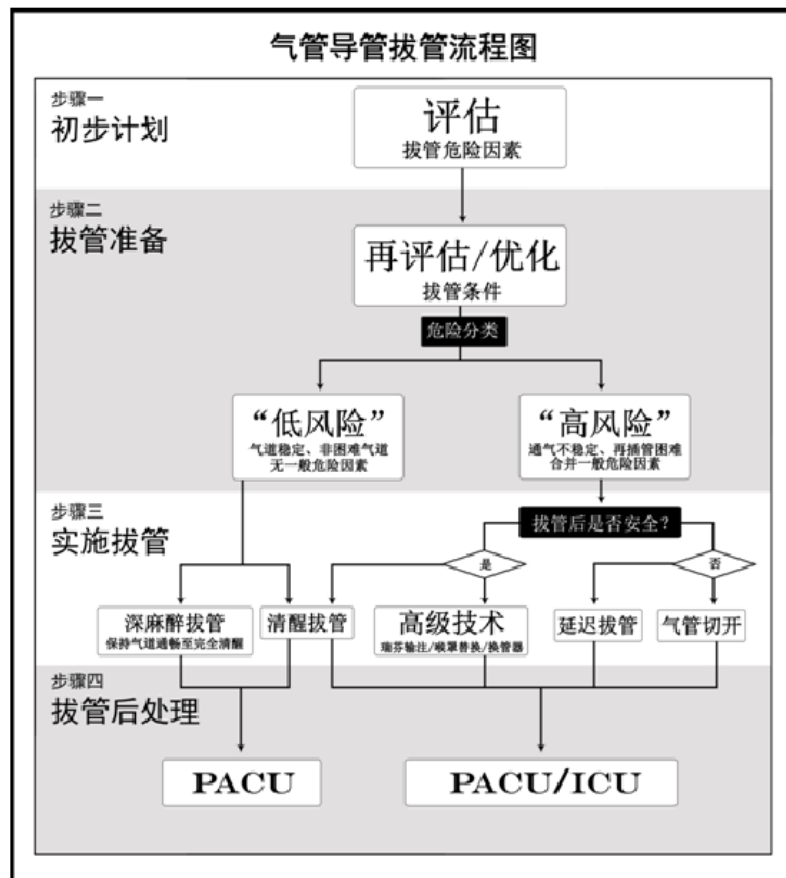 气管导管拔管流程图
步骤一
初步计划
评估
拔管危险因素
步骤二
拔管准备
再评估/优化
拔管条件
危险分类
“低风险”
气道稳定、非困难气道
无一般危险因素
“高风险”
通气不稳定、再插管困难
合并一般危险因素
步骤三
实施拔管
拔管后是否安全?
是
否
深麻醉拔管
保持气道通畅至完全清醒
清醒拔管
高级技术
瑞芬输注/喉罩替换/换管器
延迟拔管
气管切开
步骤四
拔管后处理
PACU
PACU/ICU